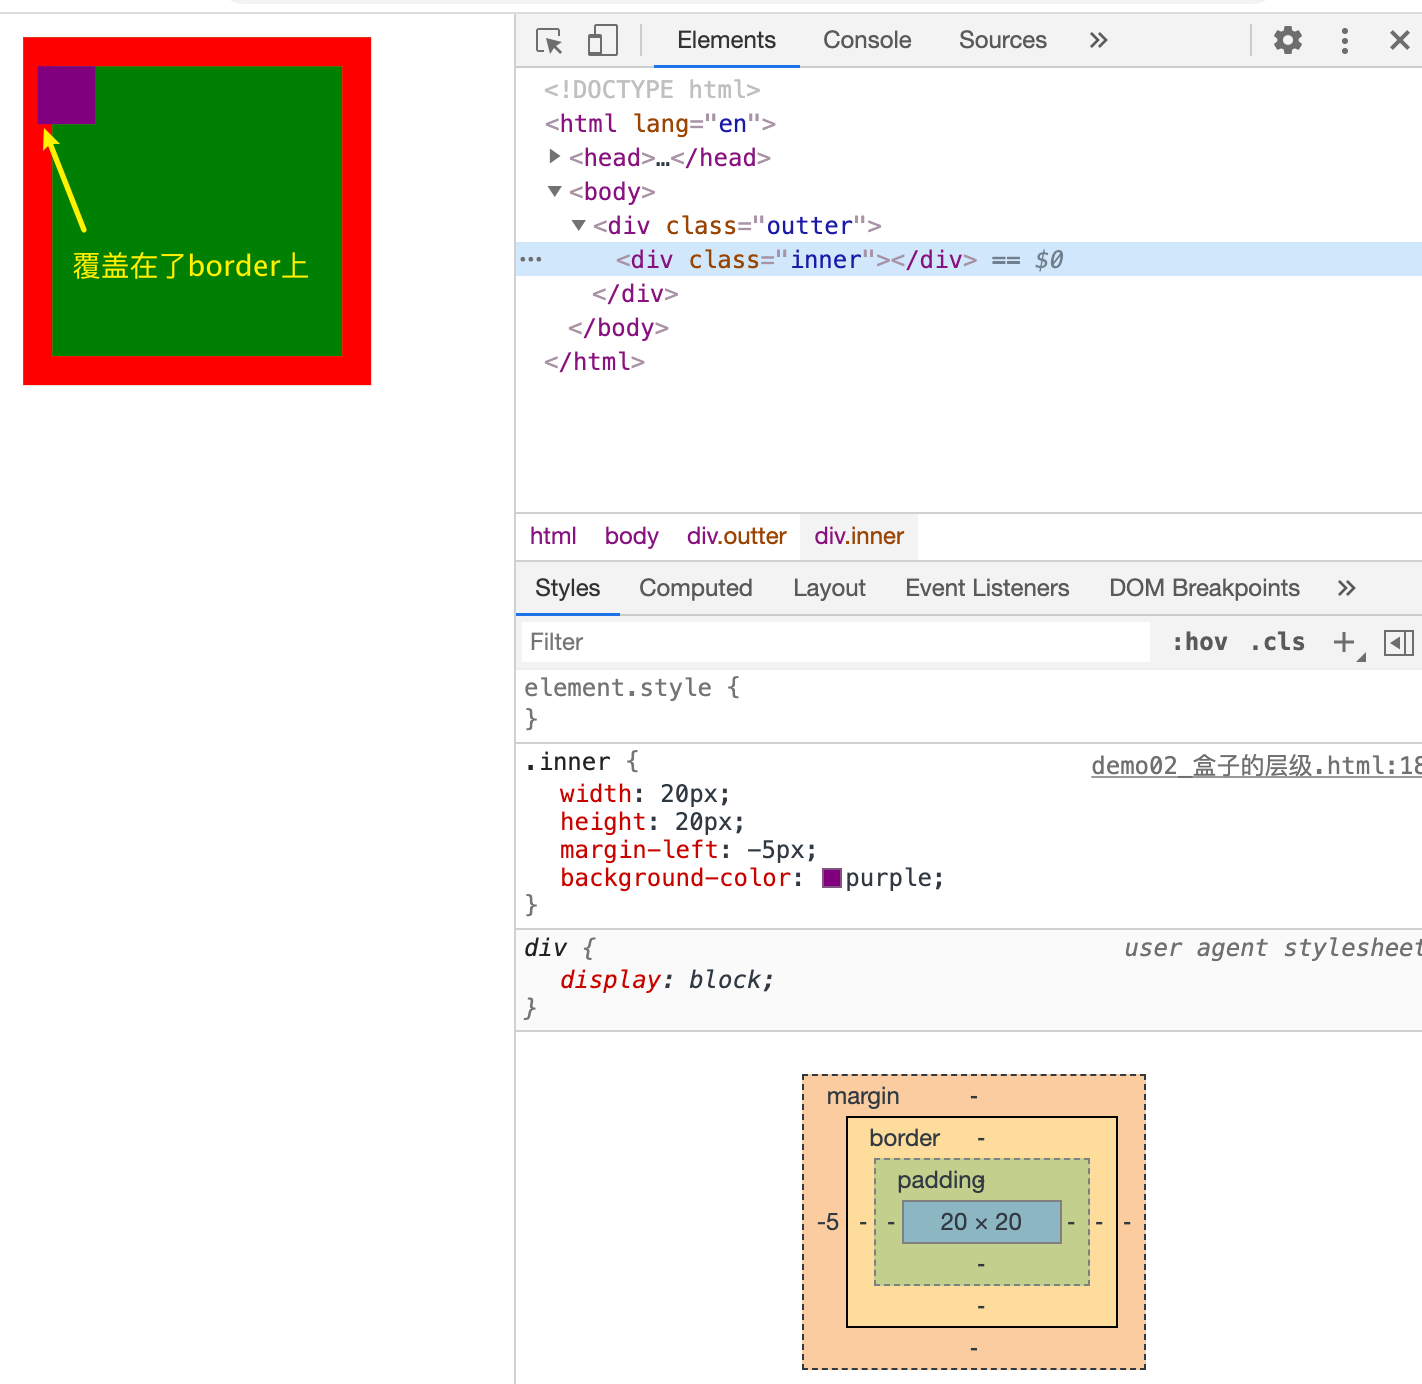 覆盖在了border上
Elements Console Sources »
<!DOCTYPE html>
<html lang="en">
<head>…</head>
<body>
<div class="outter">
<div class="inner"></div> == $0
</div>
</body>
</html>
html body div.outter div.inner
Styles Computed Layout Event Listeners DOM Breakpoints »
Filter :hov .cls +
element.style {
}
.inner { demo02_盒子的层级.html:18
width: 20px;
height: 20px;
margin-left: -5px;
background-color: purple;
}
div { user agent stylesheet
display: block;
}
margin -
border -
padding -
-5 - - 20 × 20 - - -
-
-
-